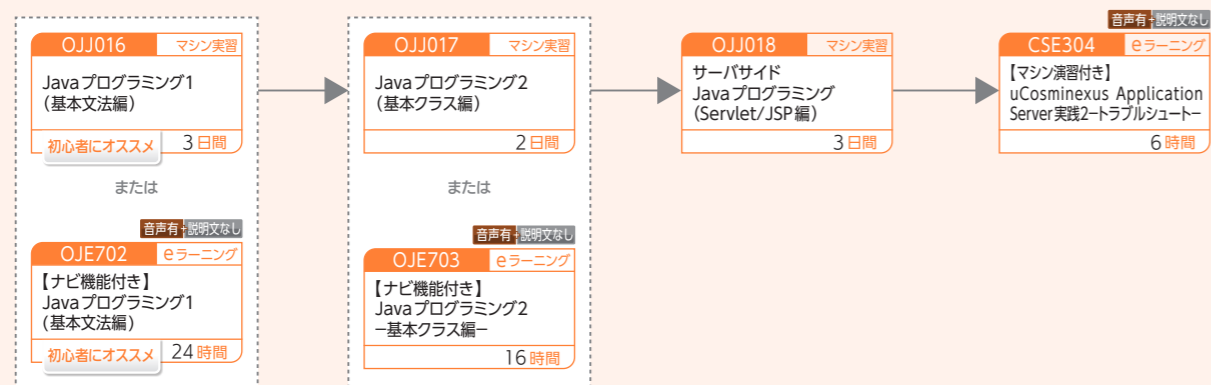 OJJ016 マシン実習
Javaプログラミング1
(基本文法編)
初心者にオススメ 3日間
または
音声有+説明文なし
OJE702 eラーニング
【ナビ機能付き】
Javaプログラミング1
(基本文法編)
初心者にオススメ 24時間
OJJ017 マシン実習
Javaプログラミング2
(基本クラス編)
2日間
または
音声有+説明文なし
OJE703 eラーニング
【ナビ機能付き】
Javaプログラミング2
ー基本クラス編ー
16時間
OJJ018 マシン実習
サーバサイド
Javaプログラミング
(Servlet/JSP編)
3日間
音声有+説明文なし
CSE304 eラーニング
【マシン演習付き】
uCosminexus Application
Server実践2ートラブルシュートー
6時間